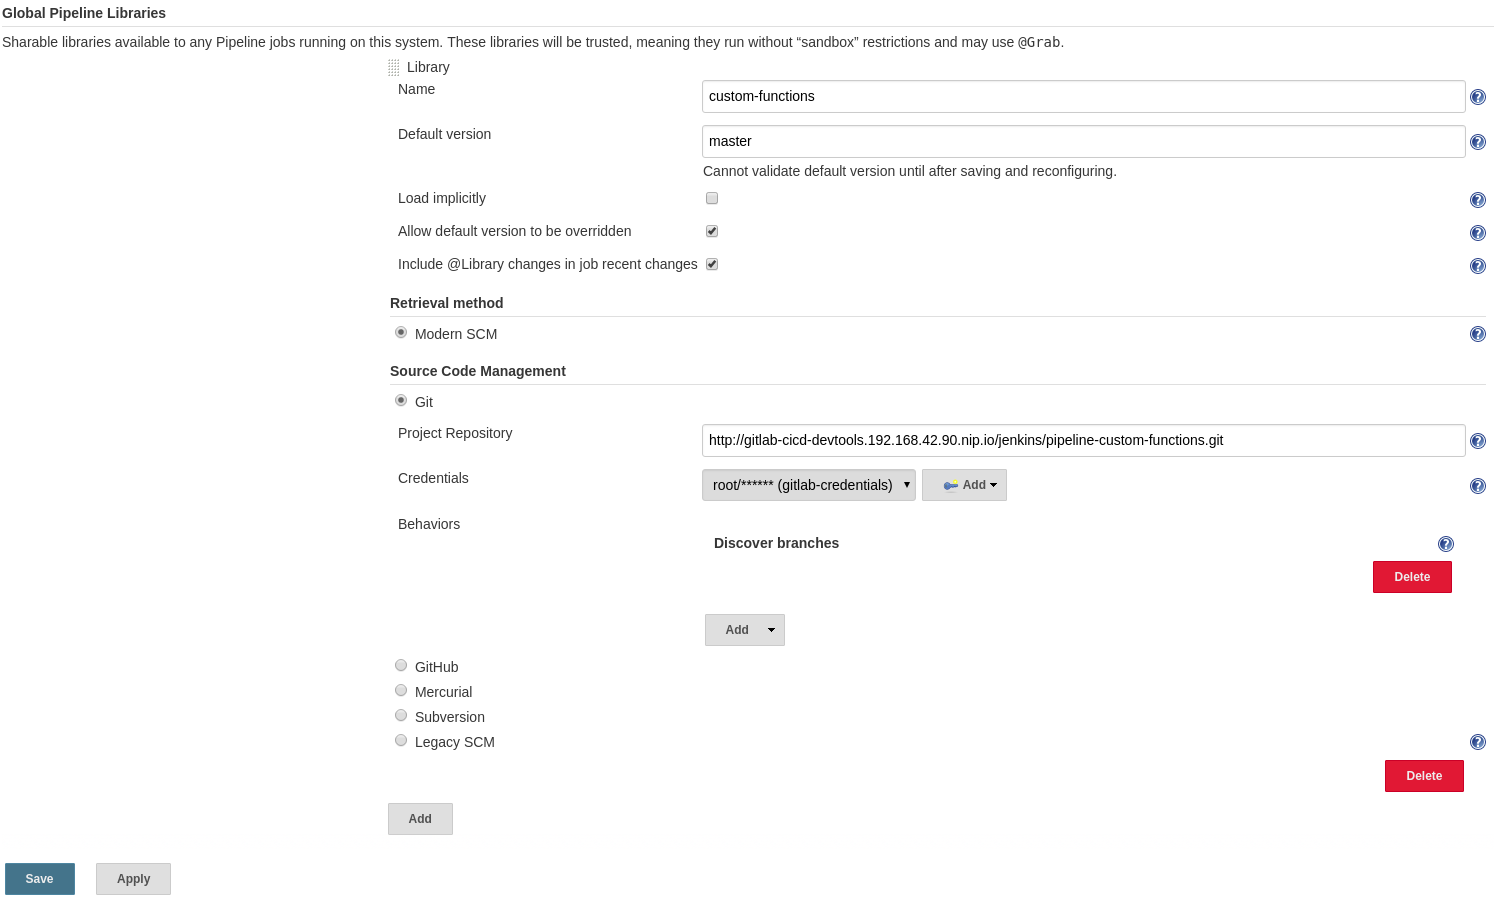 Global Pipeline Libraries
Sharable libraries available to any Pipeline jobs running on this system. These libraries will be trusted, meaning they run without “sandbox” restrictions and may use @Grab.
Library
Name
custom-functions
Default version
master
Cannot validate default version until after saving and reconfiguring.
Load implicitly
Allow default version to be overridden
Include @Library changes in job recent changes
Retrieval method
Modern SCM
Source Code Management
Git
Project Repository
http://gitlab-cicd-devtools.192.168.42.90.nip.io/jenkins/pipeline-custom-functions.git
Credentials
root/****** (gitlab-credentials)
Add
Behaviors
Discover branches
Delete
Add
GitHub
Mercurial
Subversion
Legacy SCM
Delete
Add
Save
Apply